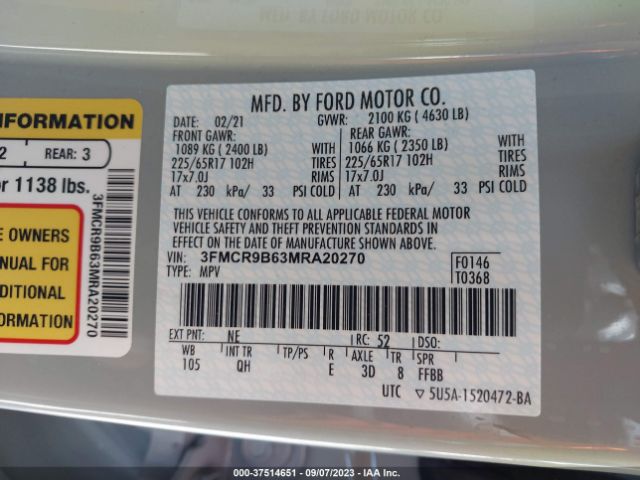 INFORMATION
2 REAR: 3
or 1138 lbs.
E OWNERS
NUAL FOR
DITIONAL
ORMATION
3FMCR9B63MRA20270
MFD. BY FORD MOTOR CO.
DATE: 02/21 GVWR: 2100 KG ( 4630 LB)
FRONT GAWR: REAR GAWR:
1089 KG ( 2400 LB) WITH 1066 KG ( 2350 LB) WITH
225/65R17 102H TIRES 225/65R17 102H TIRES
17x7.0J RIMS 17x7.0J RIMS
AT 230 kPa/ 33 PSI COLD AT 230 kPa/ 33 PSI COLD
THIS VEHICLE CONFORMS TO ALL APPLICABLE FEDERAL MOTOR
VEHICLE SAFETY AND THEFT PREVENTION STANDARDS IN
EFFECT ON THE DATE OF MANUFACTURE SHOWN ABOVE.
VIN: 3FMCR9B63MRA20270 F0146
TYPE: MPV T0368
EXT PNT: NE RC: 52 DSO:
WB INT TR TP/PS R AXLE TR SPR
105 QH E 3D 8 FFBB
UTC ▽ 5U5A-1520472-BA
000-37514651 - 09/07/2023 - IAA Inc.